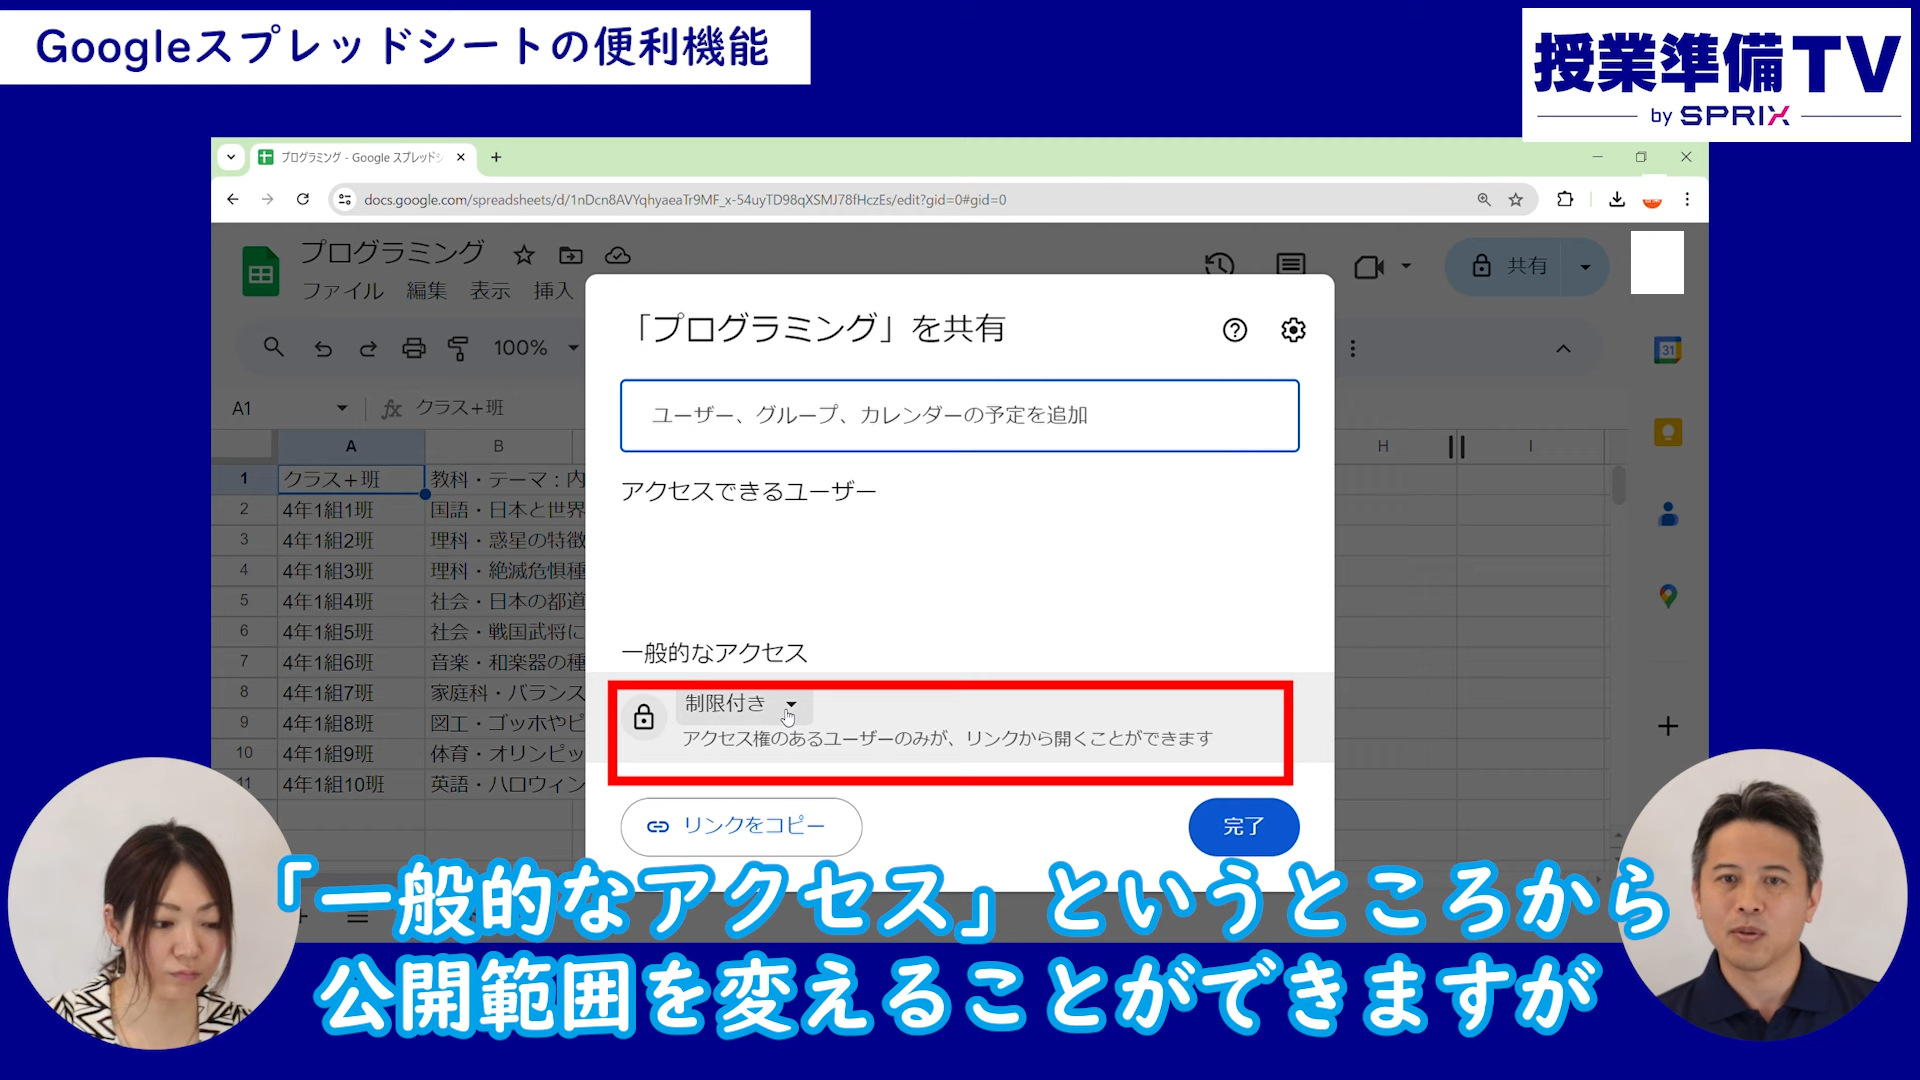 Googleスプレッドシートの便利機能
授業準備TV
by SPRIX
プログラミング - Google スプレッドシ
docs.google.com/spreadsheets/d/1nDcn8AVYqhyaeaTr9MF_x-54uyTD98qXSMJ78fHczEs/edit?gid=0#gid=0
プログラミング
ファイル 編集 表示 挿入
共有
100%
31
A1 fx クラス+班
A B H I
1 クラス+班 教科・テーマ:内
2 4年1組1班 国語・日本と世界
3 4年1組2班 理科・惑星の特徴
4 4年1組3班 理科・絶滅危惧種
5 4年1組4班 社会・日本の都道
6 4年1組5班 社会・戦国武将に
7 4年1組6班 音楽・和楽器の種
8 4年1組7班 家庭科・バランス
9 4年1組8班 図工・ゴッホやピ
10 4年1組9班 体育・オリンピッ
11 4年1組10班 英語・ハロウィン
「プログラミング」を共有
ユーザー、グループ、カレンダーの予定を追加
アクセスできるユーザー
一般的なアクセス
制限付き
アクセス権のあるユーザーのみが、リンクから開くことができます
リンクをコピー
完了
「一般的なアクセス」というところから
公開範囲を変えることができますが